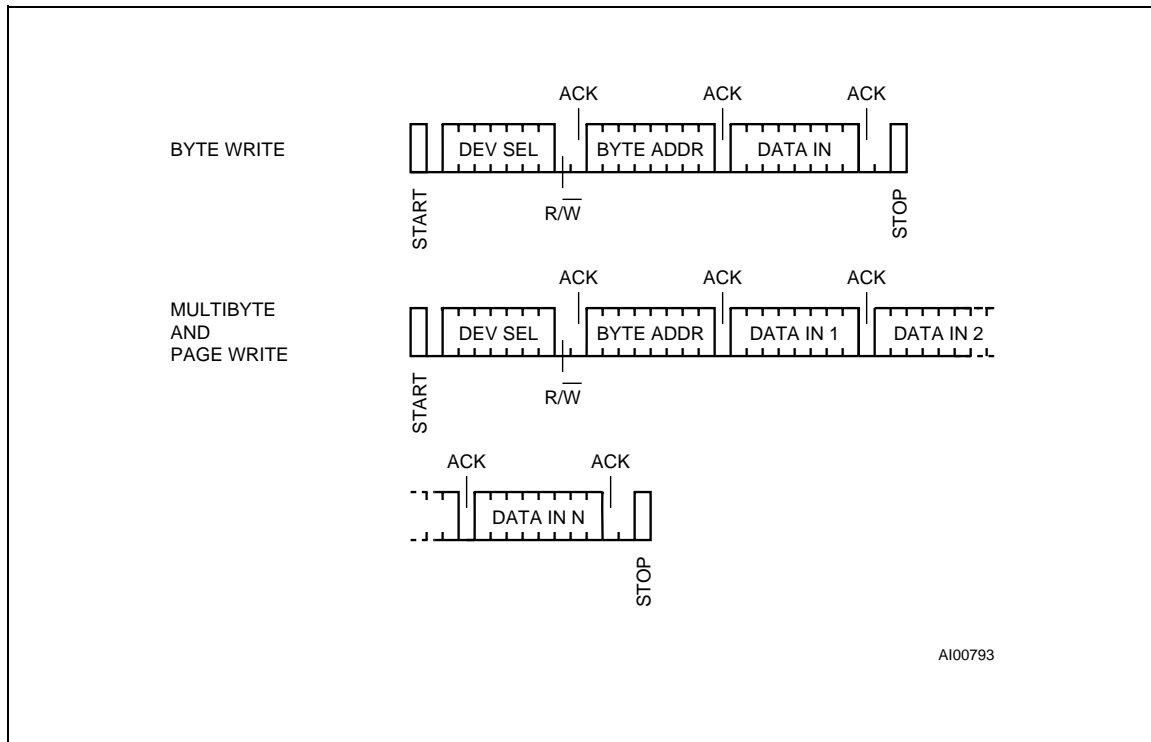 ACK ACK ACK
BYTE WRITE DEV SEL BYTE ADDR DATA IN
START R/W̅ STOP
ACK ACK ACK
MULTIBYTE
AND
PAGE WRITE DEV SEL BYTE ADDR DATA IN 1 DATA IN 2
START R/W̅
ACK ACK
DATA IN N
STOP
AI00793